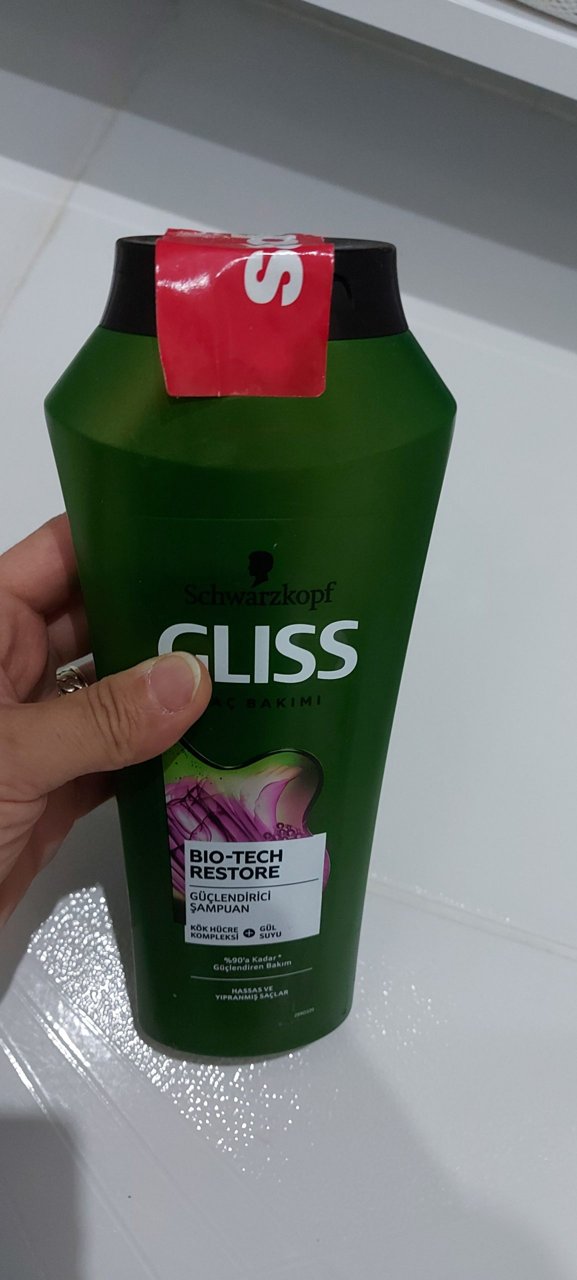 Schwarzkopf
GLISS
BAKIMI
BIO-TECH
RESTORE
GÜÇLENDİRİCİ
ŞAMPUAN
KÖK HÜCRE + GÜL
KOMPLEKSİ SUYU
%90'a Kadar*
Güçlendiren Bakım
HASSAS VE
YIPRANMIŞ SAÇLAR